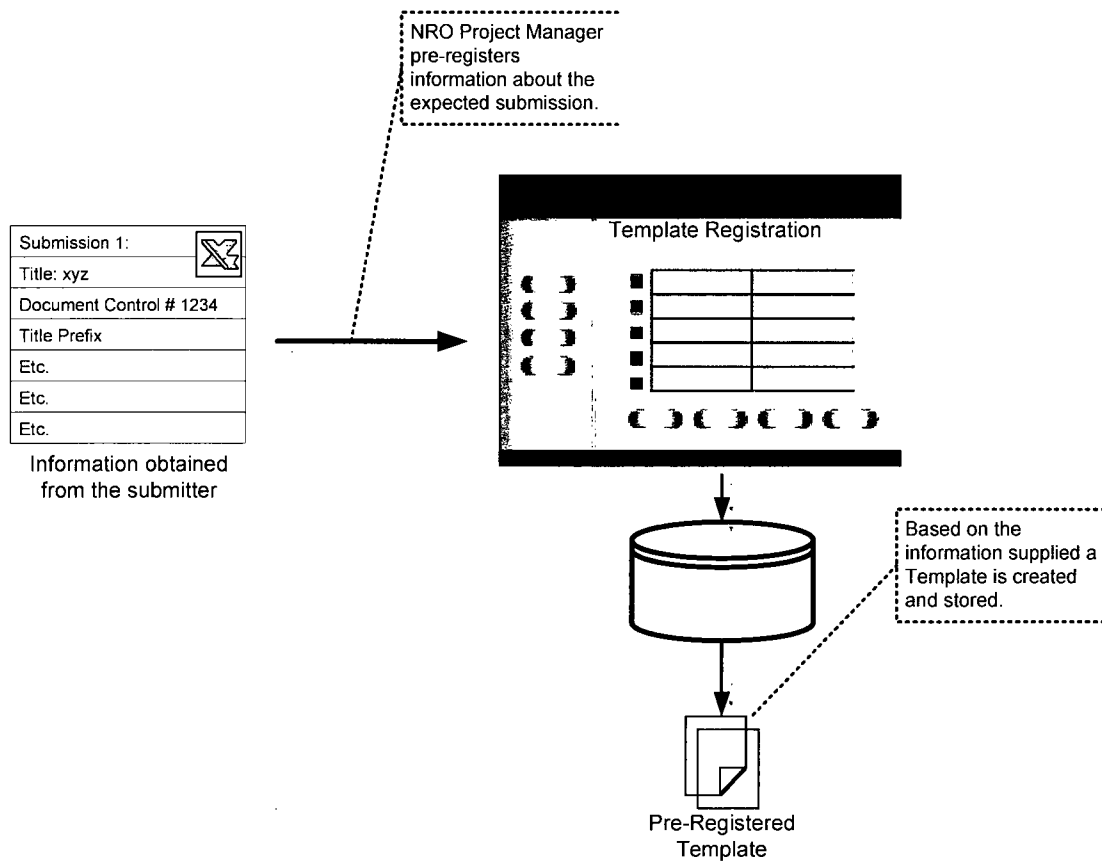 NRO Project Manager
pre-registers
information about the
expected submission.
Submission 1:
Title: xyz
Document Control # 1234
Title Prefix
Etc.
Etc.
Etc.
Information obtained
from the submitter
Template Registration
Based on the
information supplied a
Template is created
and stored.
Pre-Registered
Template